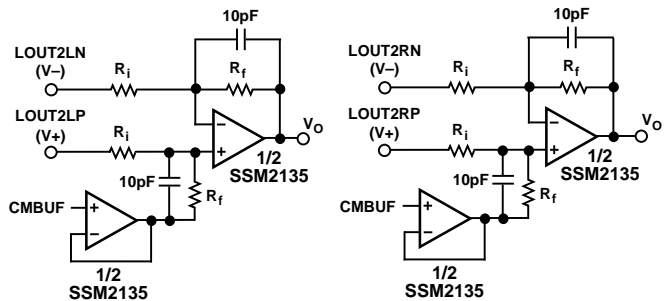 10pF
LOUT2LN
(V–)
Ri
Rf
LOUT2LP
(V+)
Ri
–
+
VO
1/2
SSM2135
10pF
Rf
CMBUF
+
–
1/2
SSM2135
10pF
LOUT2RN
(V–)
Ri
Rf
LOUT2RP
(V+)
Ri
–
+
VO
1/2
SSM2135
10pF
Rf
CMBUF
+
–
1/2
SSM2135